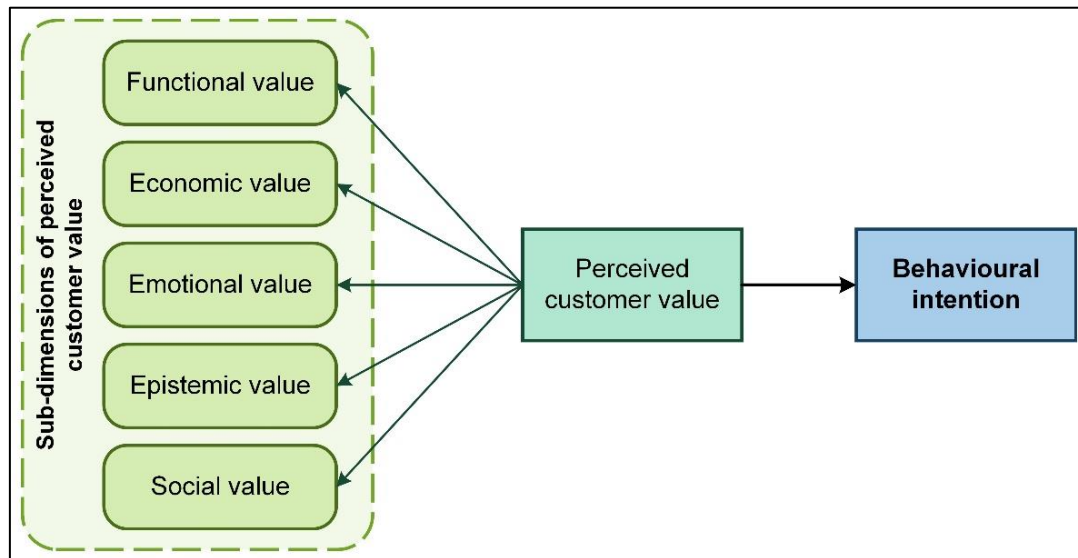 Sub-dimensions of perceived
customer value
Functional value
Economic value
Emotional value
Epistemic value
Social value
Perceived
customer value
Behavioural
intention